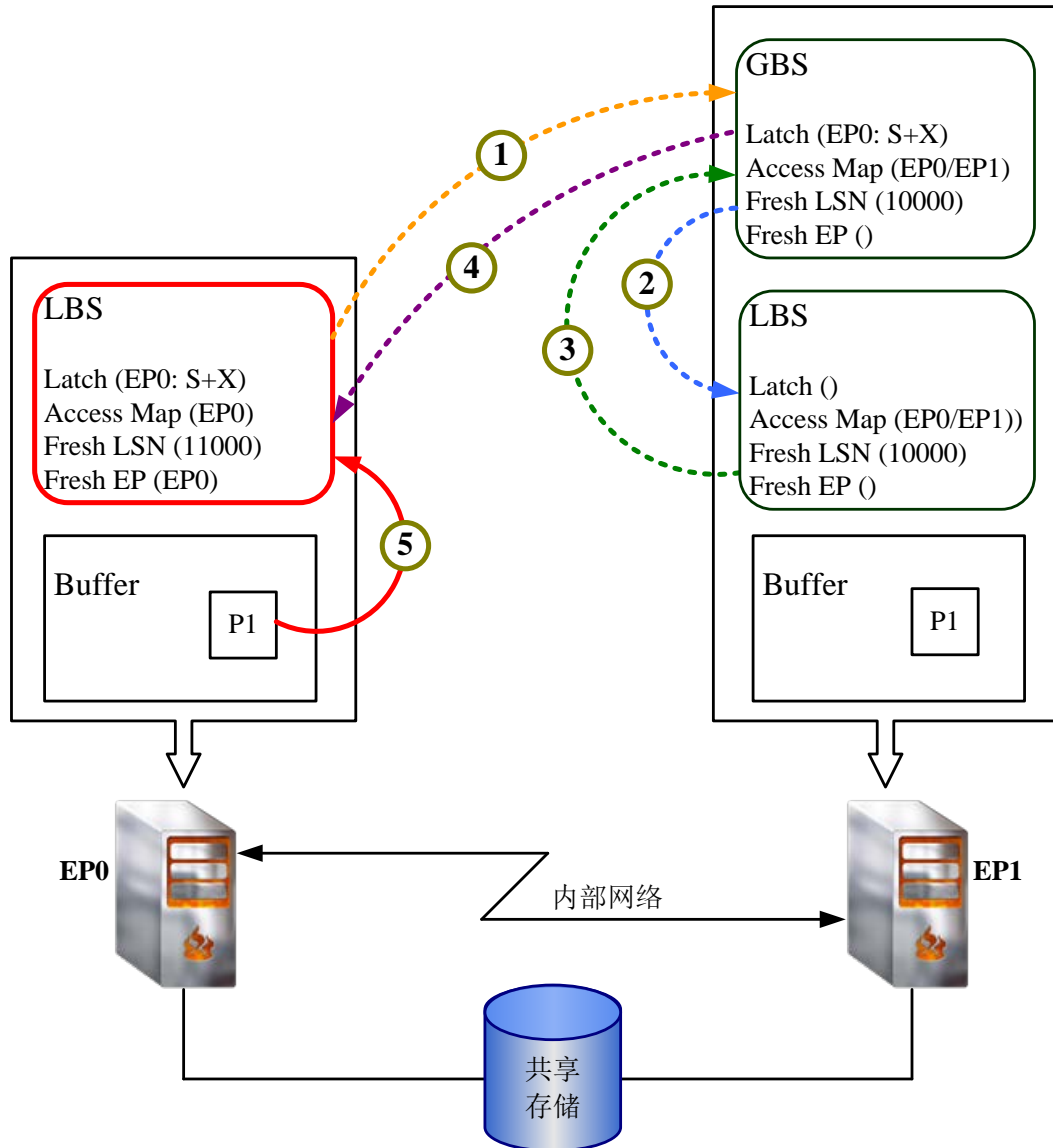 GBS
Latch (EP0: S+X)
Access Map (EP0/EP1)
Fresh LSN (10000)
Fresh EP ()
1
4
2
3
LBS
Latch (EP0: S+X)
Access Map (EP0)
Fresh LSN (11000)
Fresh EP (EP0)
LBS
Latch ()
Access Map (EP0/EP1))
Fresh LSN (10000)
Fresh EP ()
5
Buffer
P1
Buffer
P1
EP0
EP1
内部网络
共享
存储